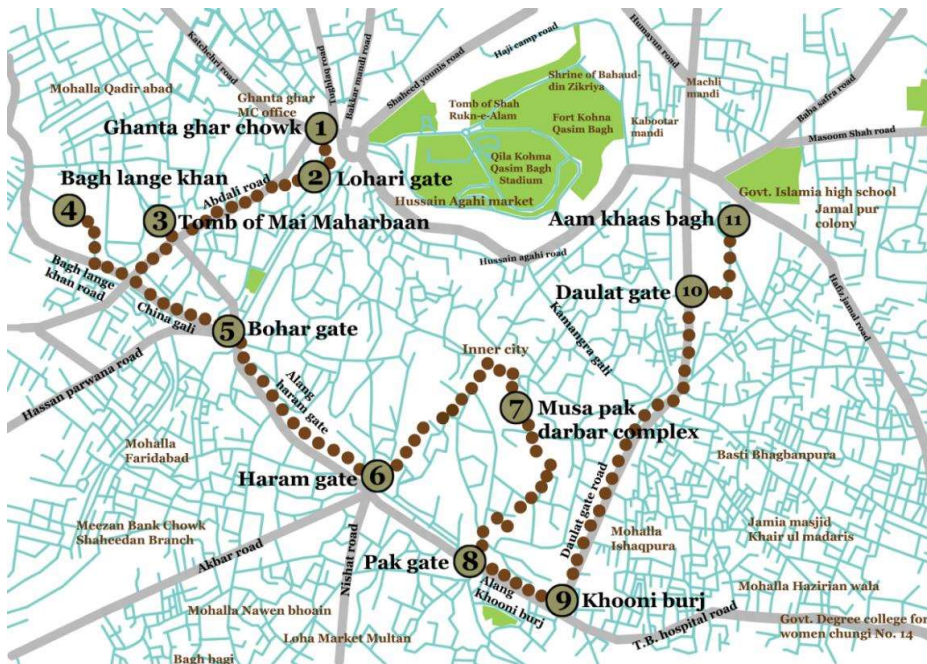 Katchehri road
Tughlaq road
Bakkar mandi road
Shaheed younis road
Haji camp road
Humayun road
Baba safra road
Masoom Shah road
Mohalla Qadir abad
Ghanta ghar
MC office
Ghanta ghar chowk
1
Tomb of Shah
Rukn-e-Alam
Shrine of Bahaud-
din Zikriya
Fort Kohna
Qasim Bagh
Machli
mandi
Kabootar
mandi
Qila Kohma
Qasim Bagh
Stadium
2
Lohari gate
Abdali road
Hussain Agahi market
Bagh lange khan
4
3
Tomb of Mai Maharbaan
Govt. Islamia high school
Jamal pur
colony
Aam khaas bagh
11
Hussain agahi road
Hafiz jamal road
Bagh lange
khan road
China gali
5
Bohar gate
Daulat gate
10
Kamangra gali
Hassan parwana road
Alang
haram gate
Inner city
7
Musa pak
darbar complex
Mohalla
Faridabad
Basti Bhagbanpura
Haram gate
6
Daulat gate road
Meezan Bank Chowk
Shaheedan Branch
Akbar road
Nishat road
Mohalla
Ishaqpura
Jamia masjid
Khair ul madaris
Pak gate
8
Alang
Khooni burj
9
Khooni burj
Mohalla Hazirian wala
Mohalla Nawen bhoain
Loha Market Multan
T.B. hospital road
Govt. Degree college for
women chungi No. 14
Bagh bagi